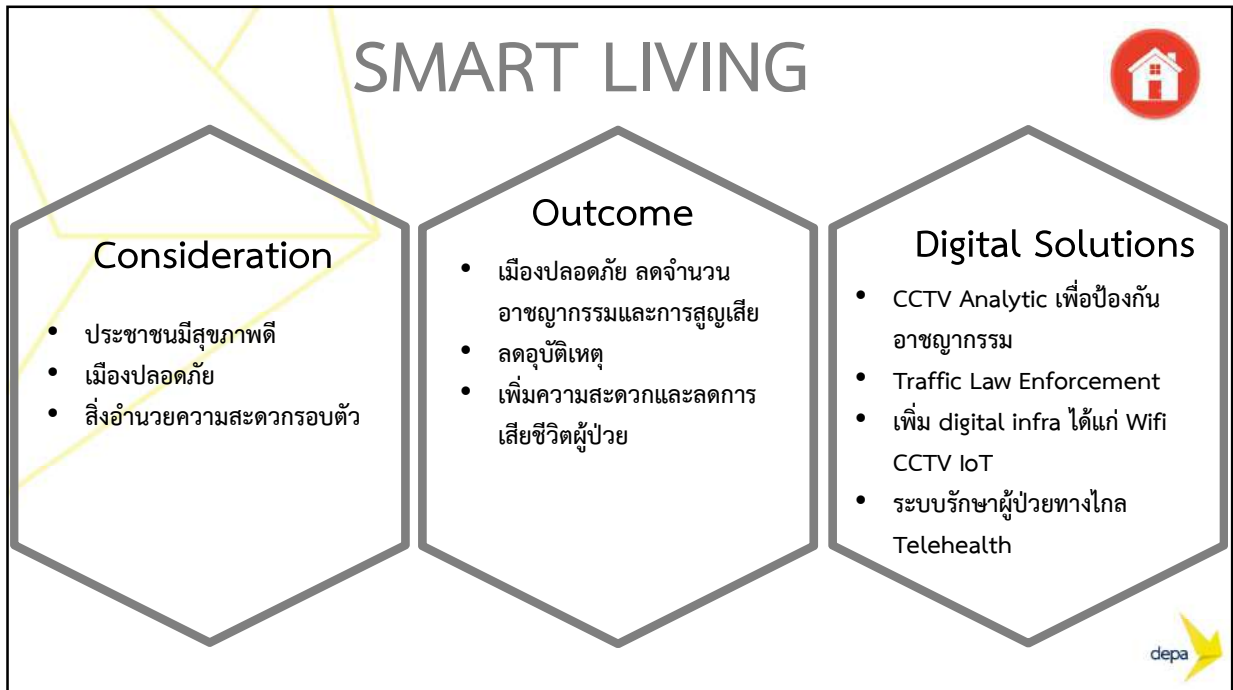 SMART LIVING
Consideration
• ประชาชนมีสุขภาพดี
• เมืองปลอดภัย
• สิ่งอำนวยความสะดวกรอบตัว
Outcome
• เมืองปลอดภัย ลดจำนวน
อาชญากรรมและการสูญเสีย
• ลดอุบัติเหตุ
• เพิ่มความสะดวกและลดการ
เสียชีวิตผู้ป่วย
Digital Solutions
• CCTV Analytic เพื่อป้องกัน
อาชญากรรม
• Traffic Law Enforcement
• เพิ่ม digital infra ได้แก่ Wifi
CCTV IoT
• ระบบรักษาผู้ป่วยทางไกล
Telehealth
depa